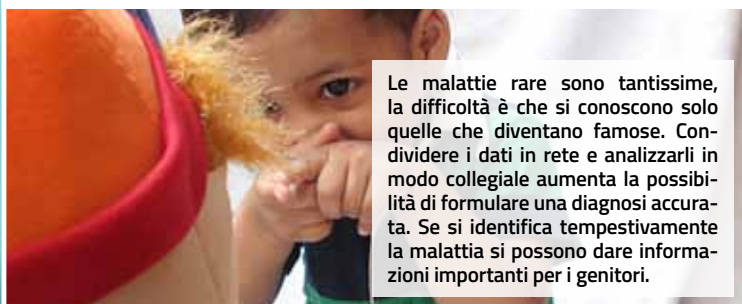 Le malattie rare sono tantissime,
la difficoltà è che si conoscono solo
quelle che diventano famose. Con-
dividere i dati in rete e analizzarli in
modo collegiale aumenta la possibi-
lità di formulare una diagnosi accura-
ta. Se si identifica tempestivamente
la malattia si possono dare informa-
zioni importanti per i genitori.